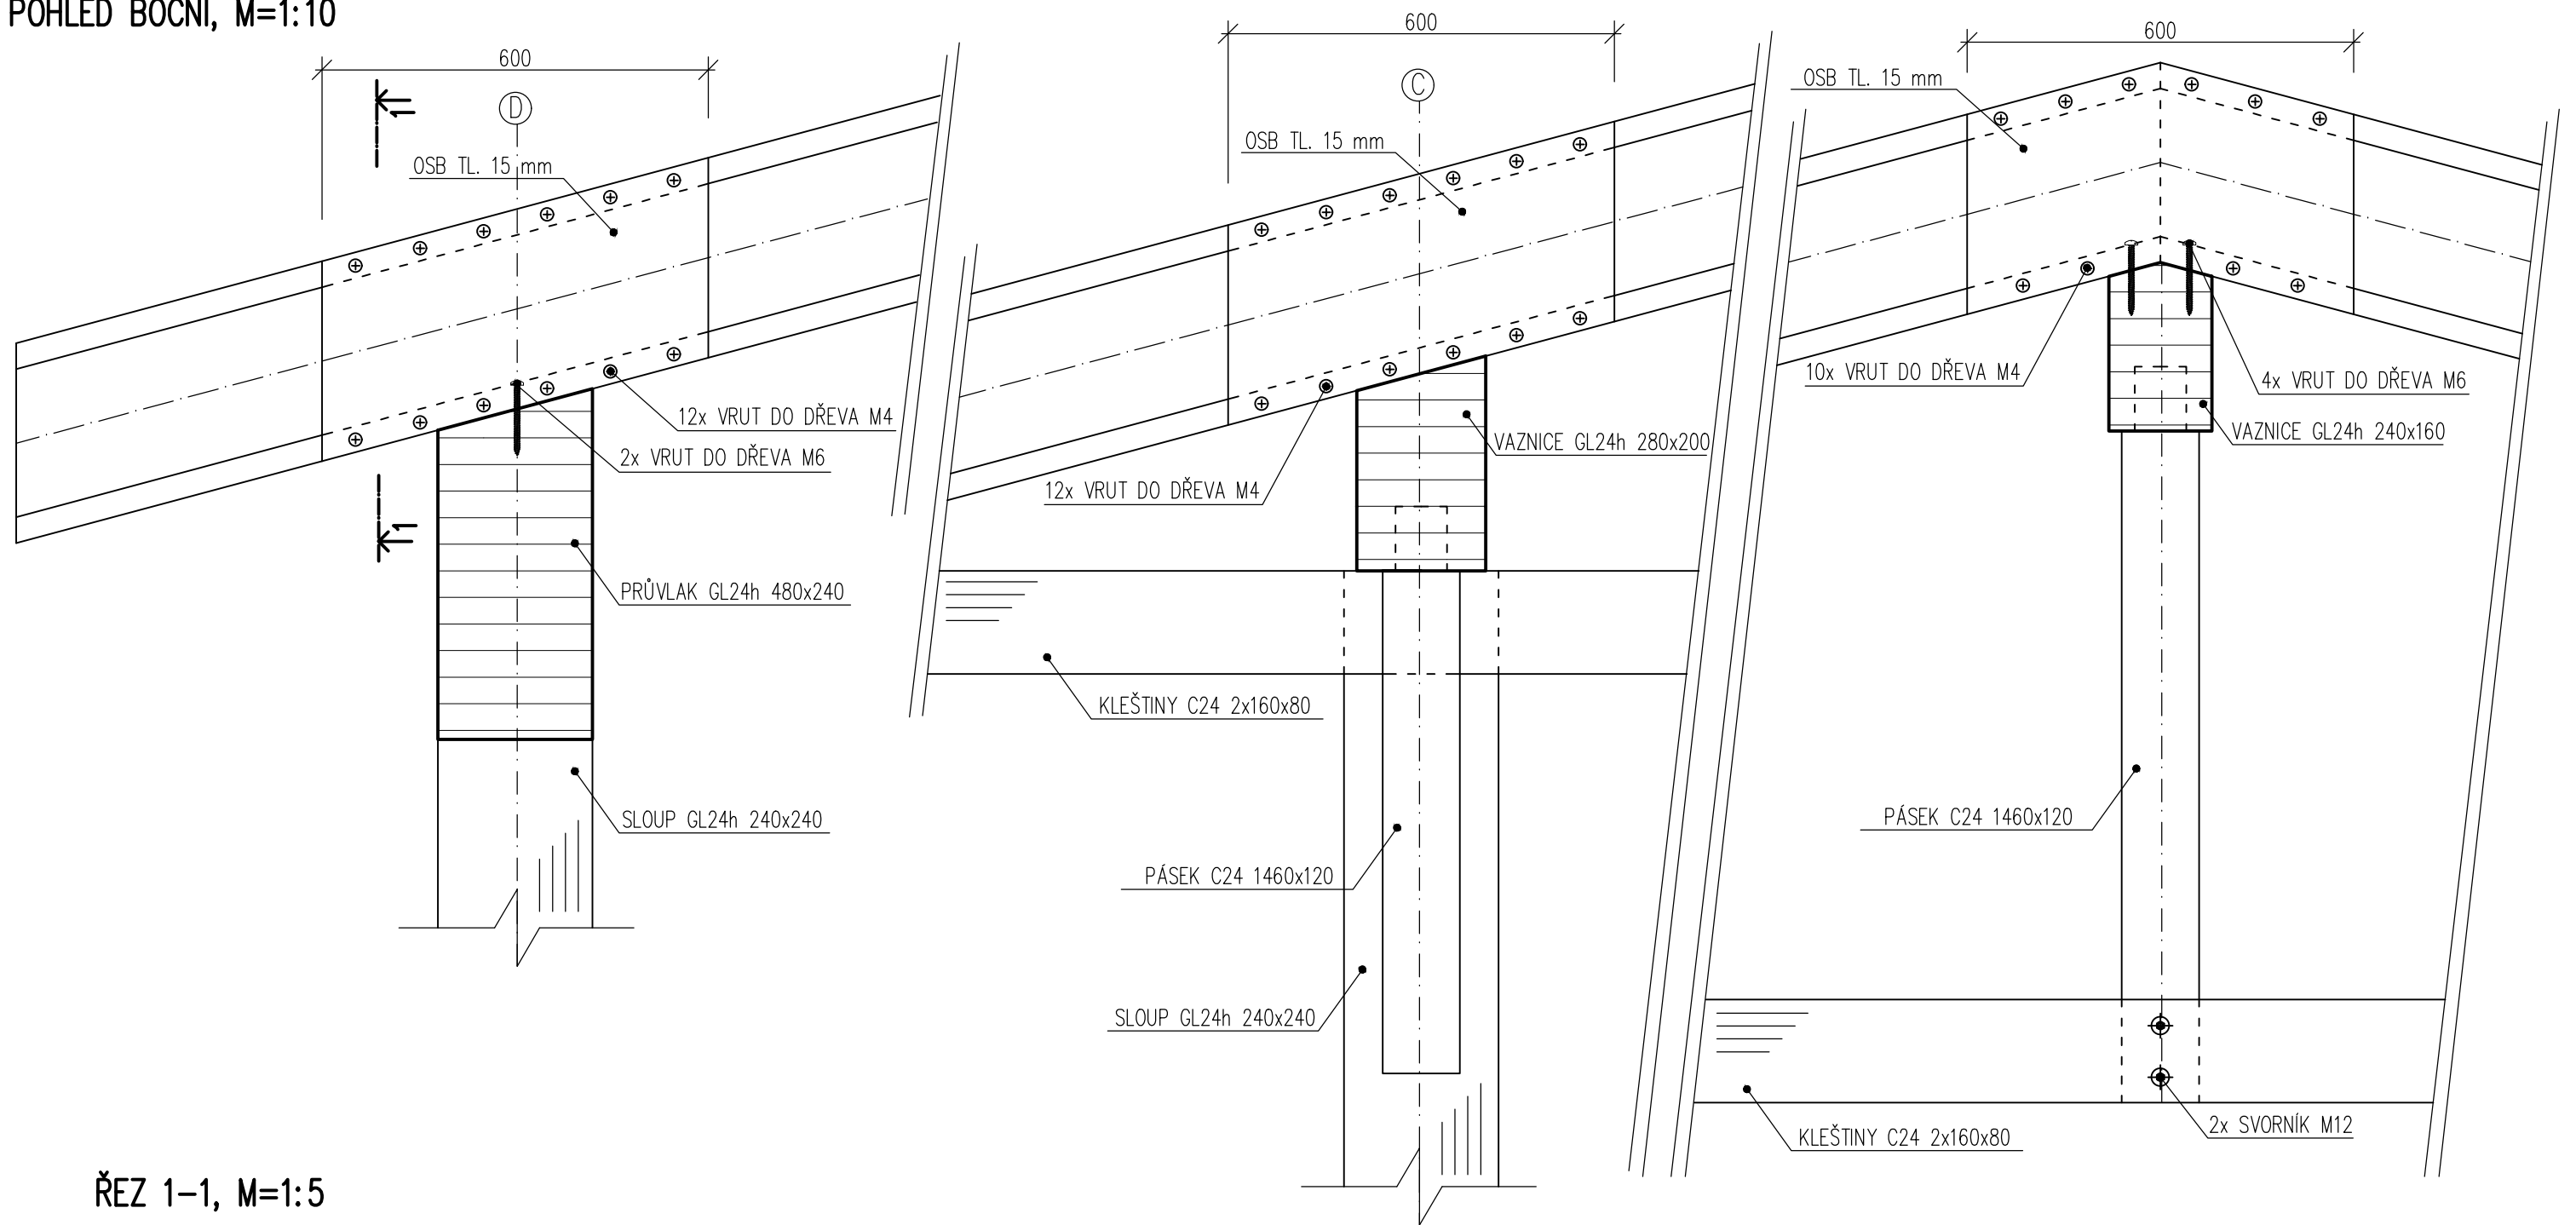 POHLED BOČNÍ, M=1:10
600
1
D
OSB TL. 15 mm
12x VRUT DO DŘEVA M4
2x VRUT DO DŘEVA M6
1
PRŮVLAK GL24h 480x240
SLOUP GL24h 240x240
600
C
OSB TL. 15 mm
VAZNICE GL24h 280x200
12x VRUT DO DŘEVA M4
KLEŠTINY C24 2x160x80
PÁSEK C24 1460x120
SLOUP GL24h 240x240
600
OSB TL. 15 mm
10x VRUT DO DŘEVA M4
4x VRUT DO DŘEVA M6
VAZNICE GL24h 240x160
PÁSEK C24 1460x120
KLEŠTINY C24 2x160x80
2x SVORNÍK M12
ŘEZ 1-1, M=1:5